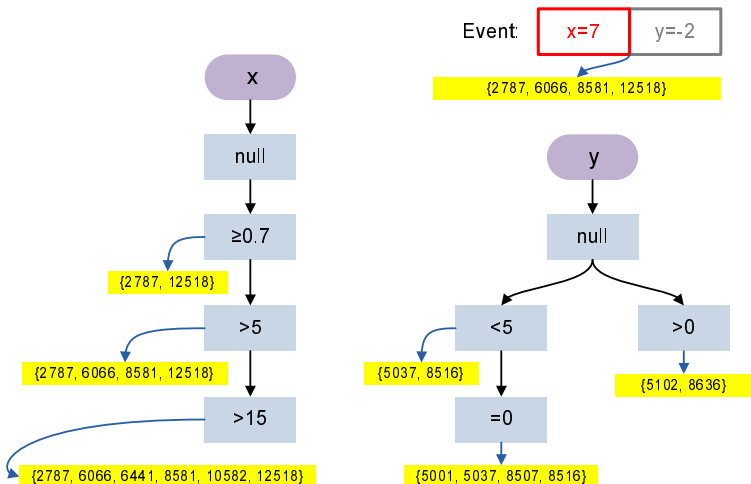 Event: x=7 y=-2
{2787, 6066, 8581, 12518}
x
null
≥0.7
{2787, 12518}
>5
{2787, 6066, 8581, 12518}
>15
{2787, 6066, 6441, 8581, 10582, 12518}
y
null
<5
{5037, 8516}
=0
{5001, 5037, 8507, 8516}
>0
{5102, 8636}